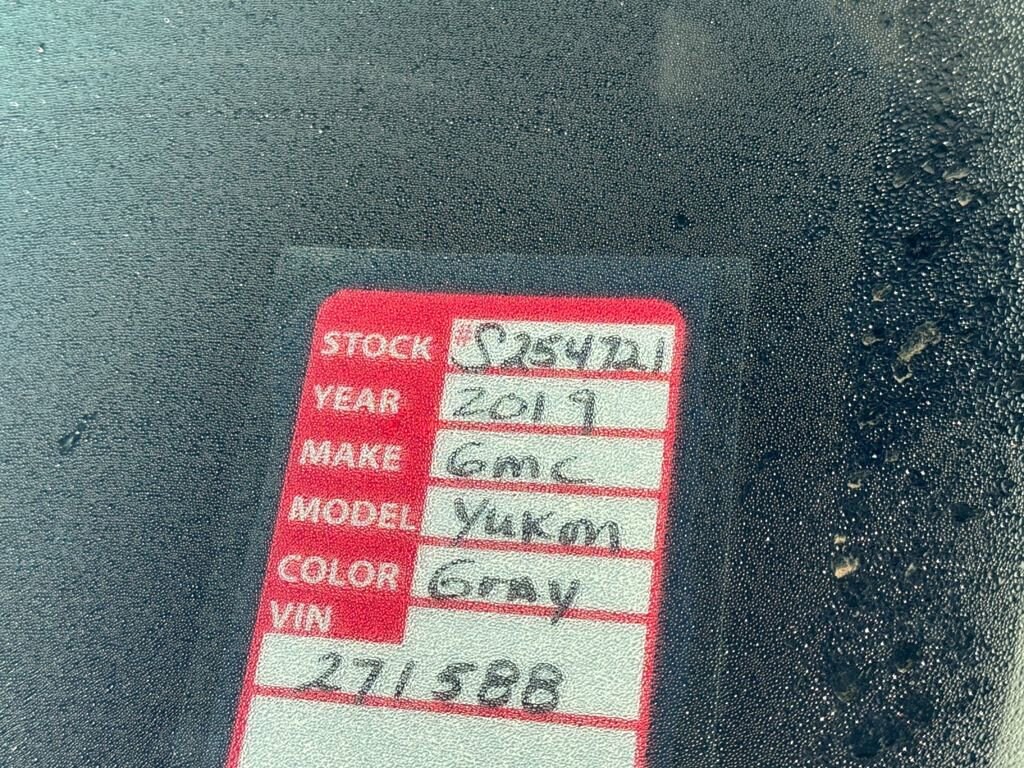 STOCK #S254721
YEAR 2019
MAKE GMC
MODEL Yukon
COLOR Gray
VIN
271588